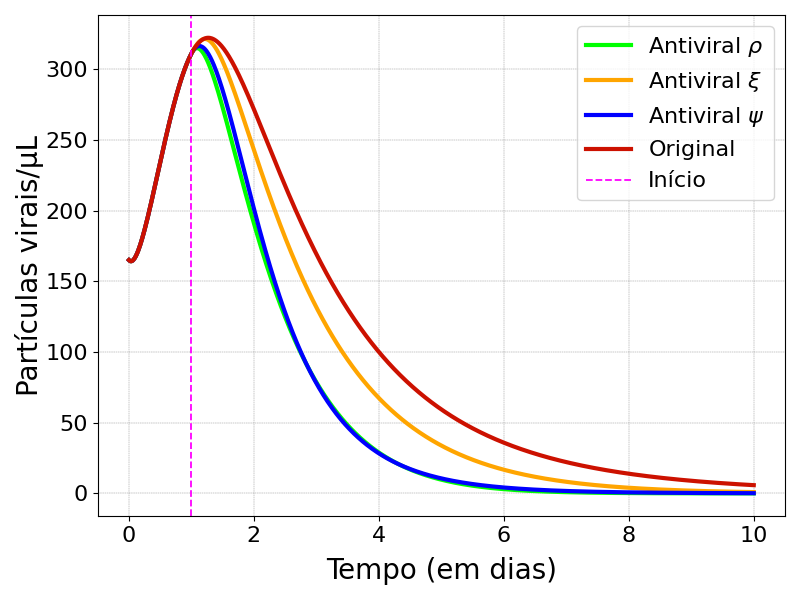 Antiviral ρ
Antiviral ξ
Antiviral ψ
Original
Início
Partículas virais/µL
300
250
200
150
100
50
0
0 2 4 6 8 10
Tempo (em dias)